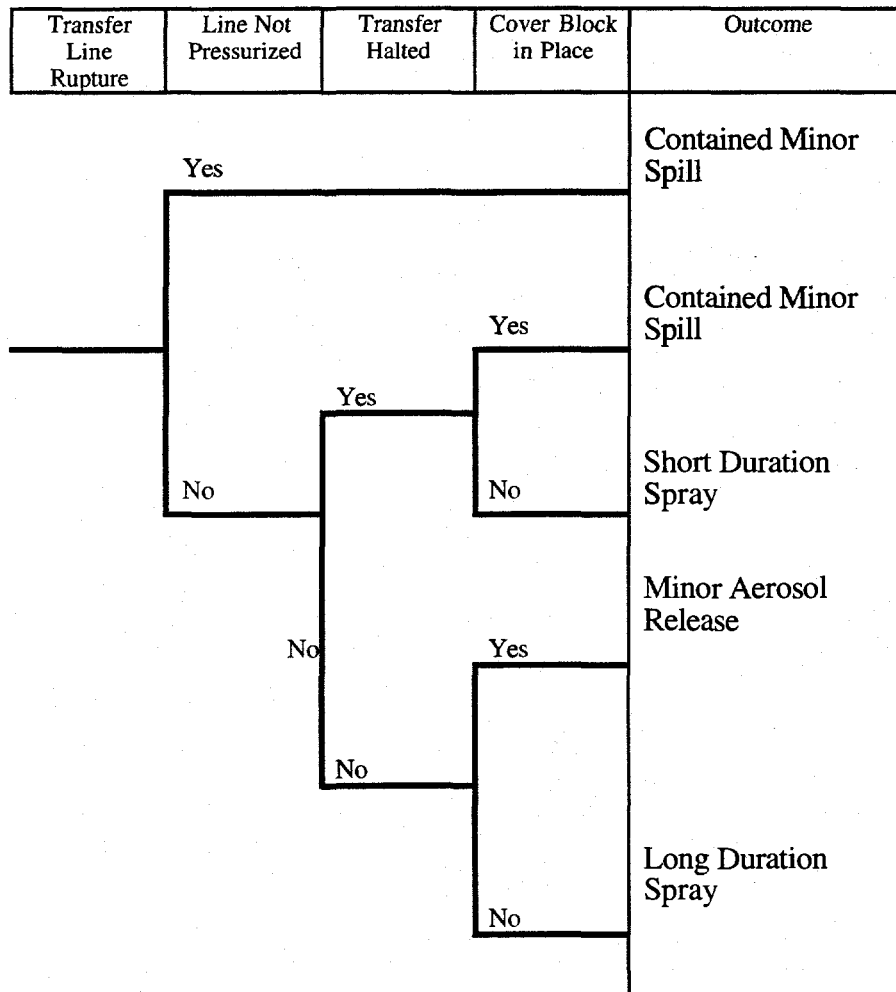 Transfer
Line
Rupture
Line Not
Pressurized
Transfer
Halted
Cover Block
in Place
Outcome
Yes
Contained Minor
Spill
Yes
Contained Minor
Spill
Yes
No
No
Short Duration
Spray
Minor Aerosol
Release
No
Yes
No
Long Duration
Spray
No